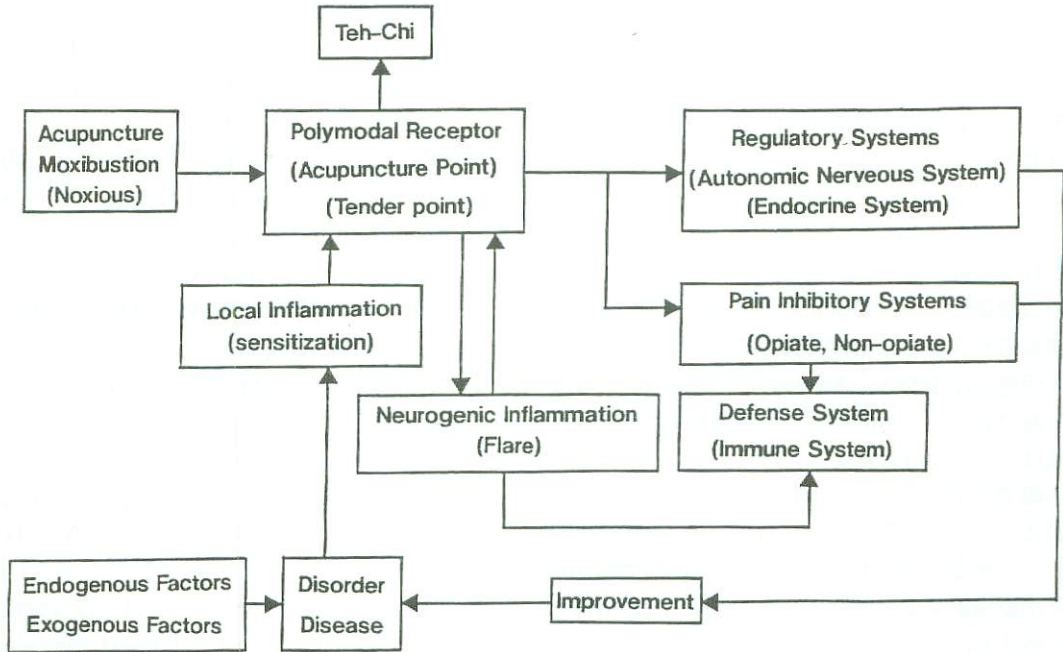 Teh-Chi
Acupuncture
Moxibustion
(Noxious)
Polymodal Receptor
(Acupuncture Point)
(Tender point)
Regulatory Systems
(Autonomic Nerveous System)
(Endocrine System)
Local Inflammation
(sensitization)
Pain Inhibitory Systems
(Opiate, Non-opiate)
Neurogenic Inflammation
(Flare)
Defense System
(Immune System)
Endogenous Factors
Exogenous Factors
Disorder
Disease
Improvement